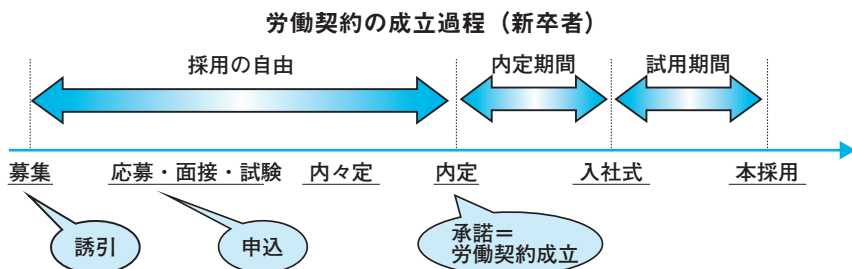 労働契約の成立過程（新卒者）
採用の自由
内定期間
試用期間
募集
応募・面接・試験
内々定
内定
入社式
本採用
誘引
申込
承諾＝
労働契約成立